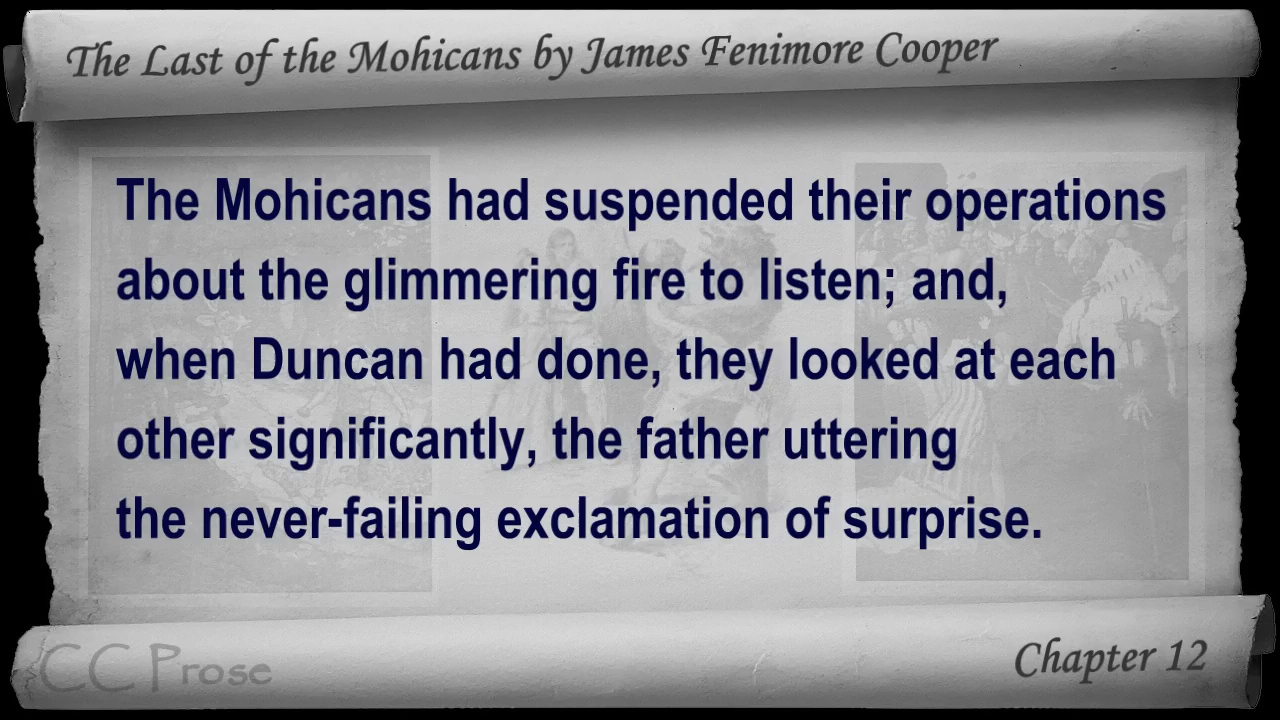 The Last of the Mohicans by James Fenimore Cooper
The Mohicans had suspended their operations
about the glimmering fire to listen; and,
when Duncan had done, they looked at each
other significantly, the father uttering
the never-failing exclamation of surprise.
CC Prose
Chapter 12